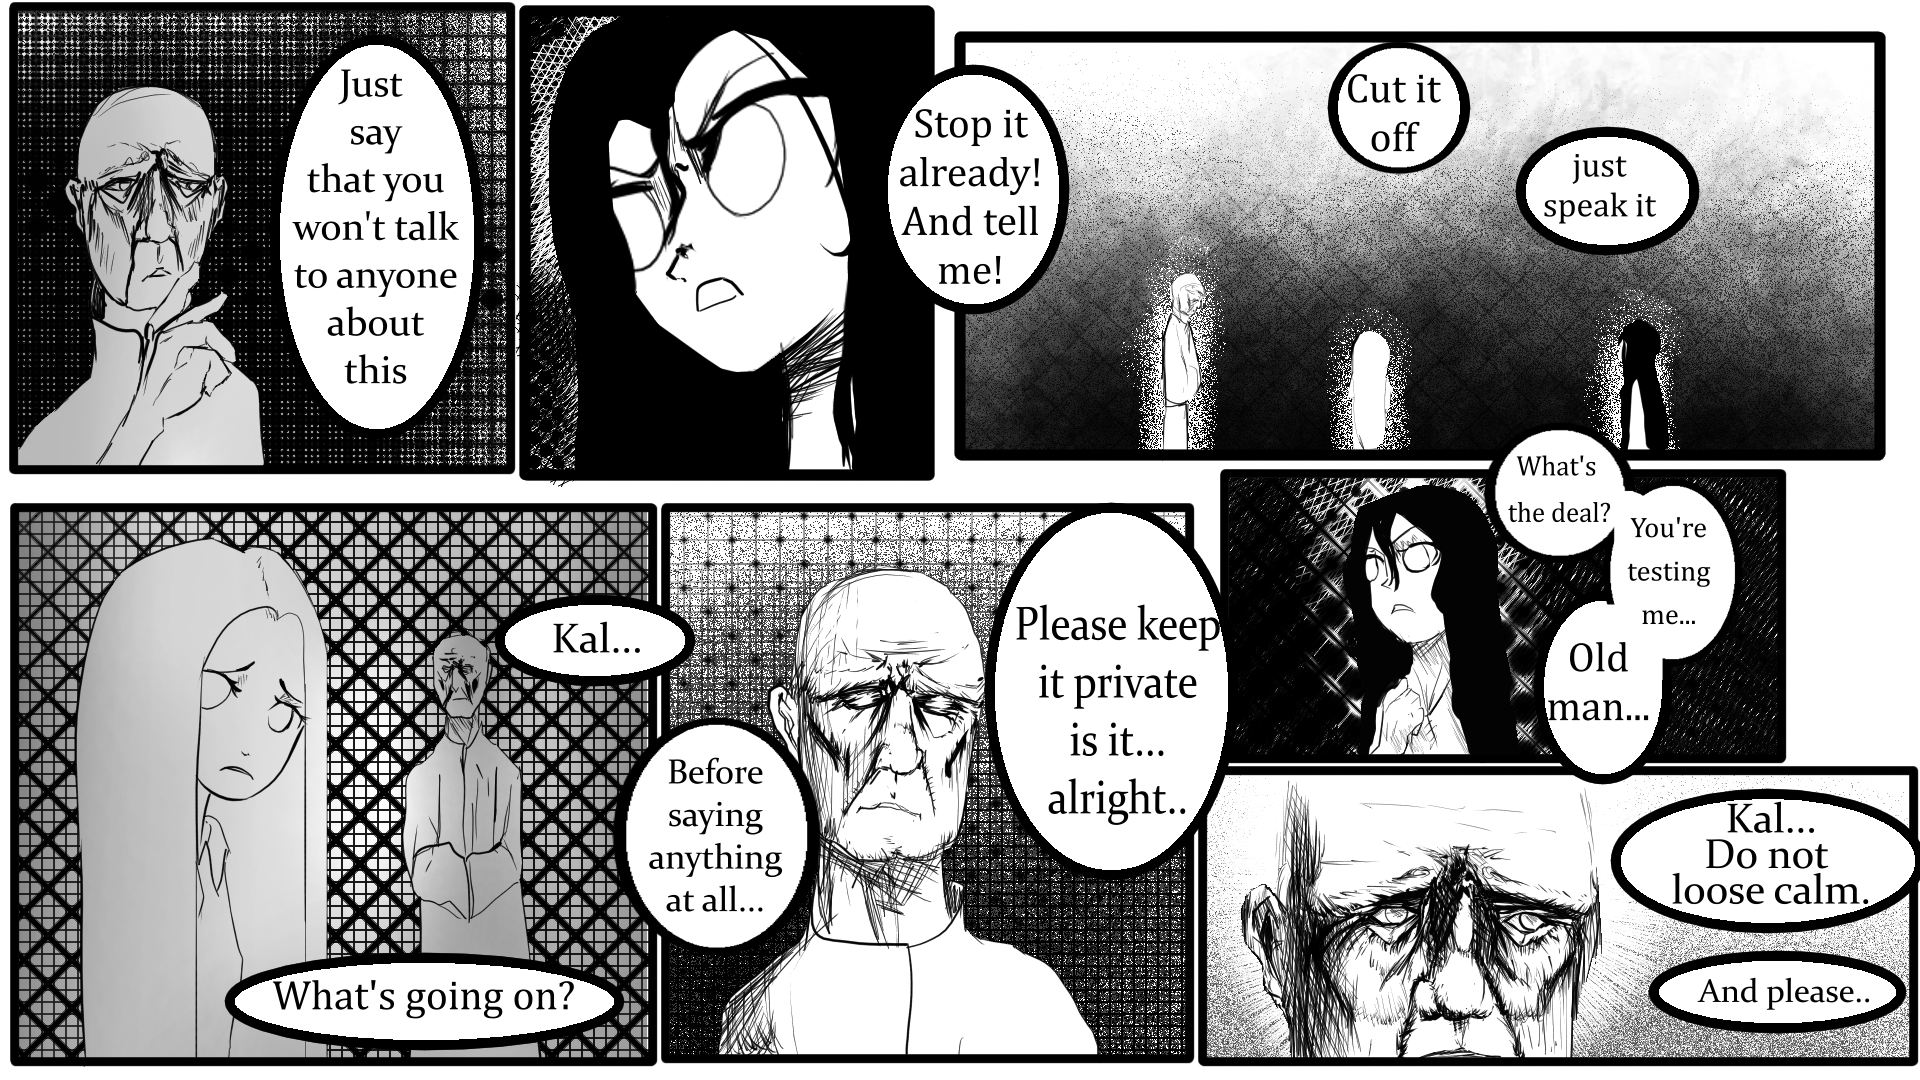 Just
say
that you
won't talk
to anyone
about
this
Stop it
already!
And tell
me!
Cut it
off
just
speak it
Kal...
What's going on?
Before
saying
anything
at all...
Please keep
it private
is it...
alright..
What's
the deal?
You're
testing
me...
Old
man...
Kal...
Do not
loose calm.
And please..